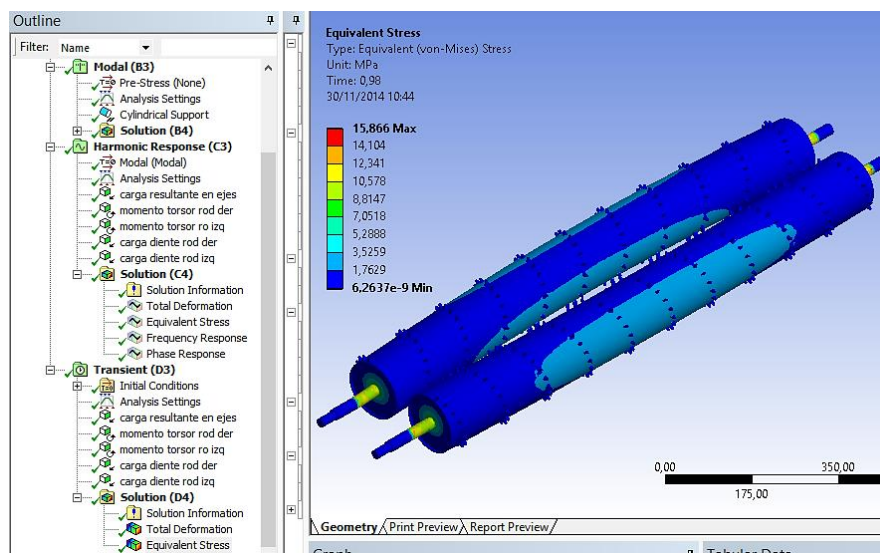 Outline
Filter: Name
Modal (B3)
Pre-Stress (None)
Analysis Settings
Cylindrical Support
Solution (B4)
Harmonic Response (C3)
Modal (Modal)
Analysis Settings
carga resultante en ejes
momento torsor rod der
momento torsor ro izq
carga diente rod der
carga diente rod izq
Solution (C4)
Solution Information
Total Deformation
Equivalent Stress
Frequency Response
Phase Response
Transient (D3)
Initial Conditions
Analysis Settings
carga resultante en ejes
momento torsor rod der
momento torsor ro izq
carga diente rod der
carga diente rod izq
Solution (D4)
Solution Information
Total Deformation
Equivalent Stress
Equivalent Stress
Type: Equivalent (von-Mises) Stress
Unit: MPa
Time: 0,98
30/11/2014 10:44
15,866 Max
14,104
12,341
10,578
8,8147
7,0518
5,2888
3,5259
1,7629
6,2637e-9 Min
0,00
350,00
175,00
Geometry Print Preview Report Preview
Graph
Tabular Data